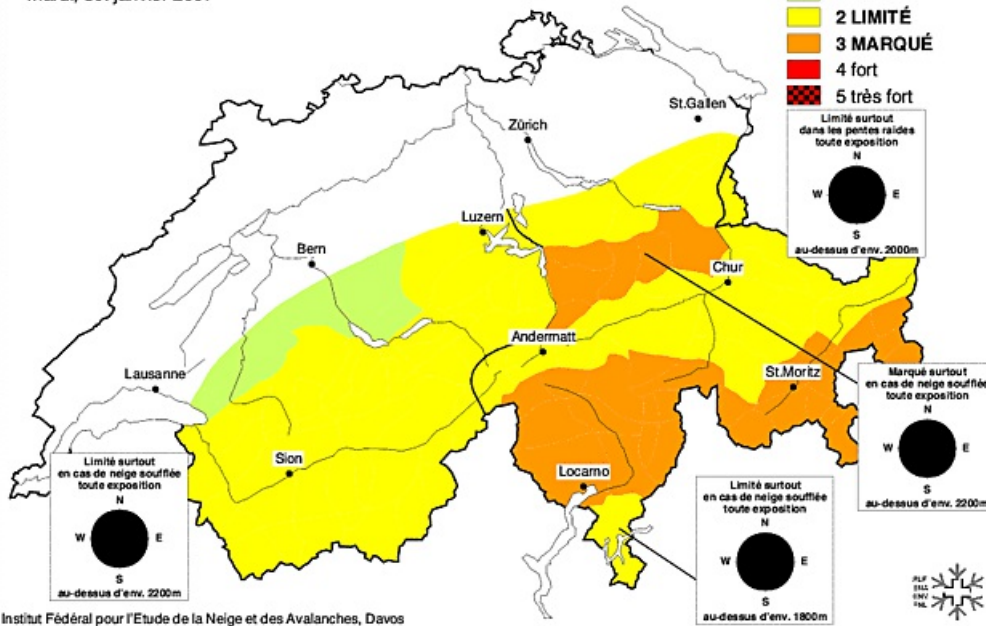 2 LIMITÉ
3 MARQUÉ
4 fort
5 très fort
St.Gallen
Zürich
Limité surtout
dans les pentes raides
toute exposition
N
W E
S
au-dessus d'env. 2000m
Luzern
Bern
Chur
Andermatt
Lausanne
St.Moritz
Marqué surtout
en cas de neige soufflée
toute exposition
N
W E
S
au-dessus d'env. 2200m
Sion
Locarno
Limité surtout
en cas de neige soufflée
toute exposition
N
W E
S
au-dessus d'env. 2200m
Limité surtout
en cas de neige soufflée
toute exposition
N
W E
S
au-dessus d'env. 1800m
SLF
ENA
Institut Fédéral pour l'Etude de la Neige et des Avalanches, Davos